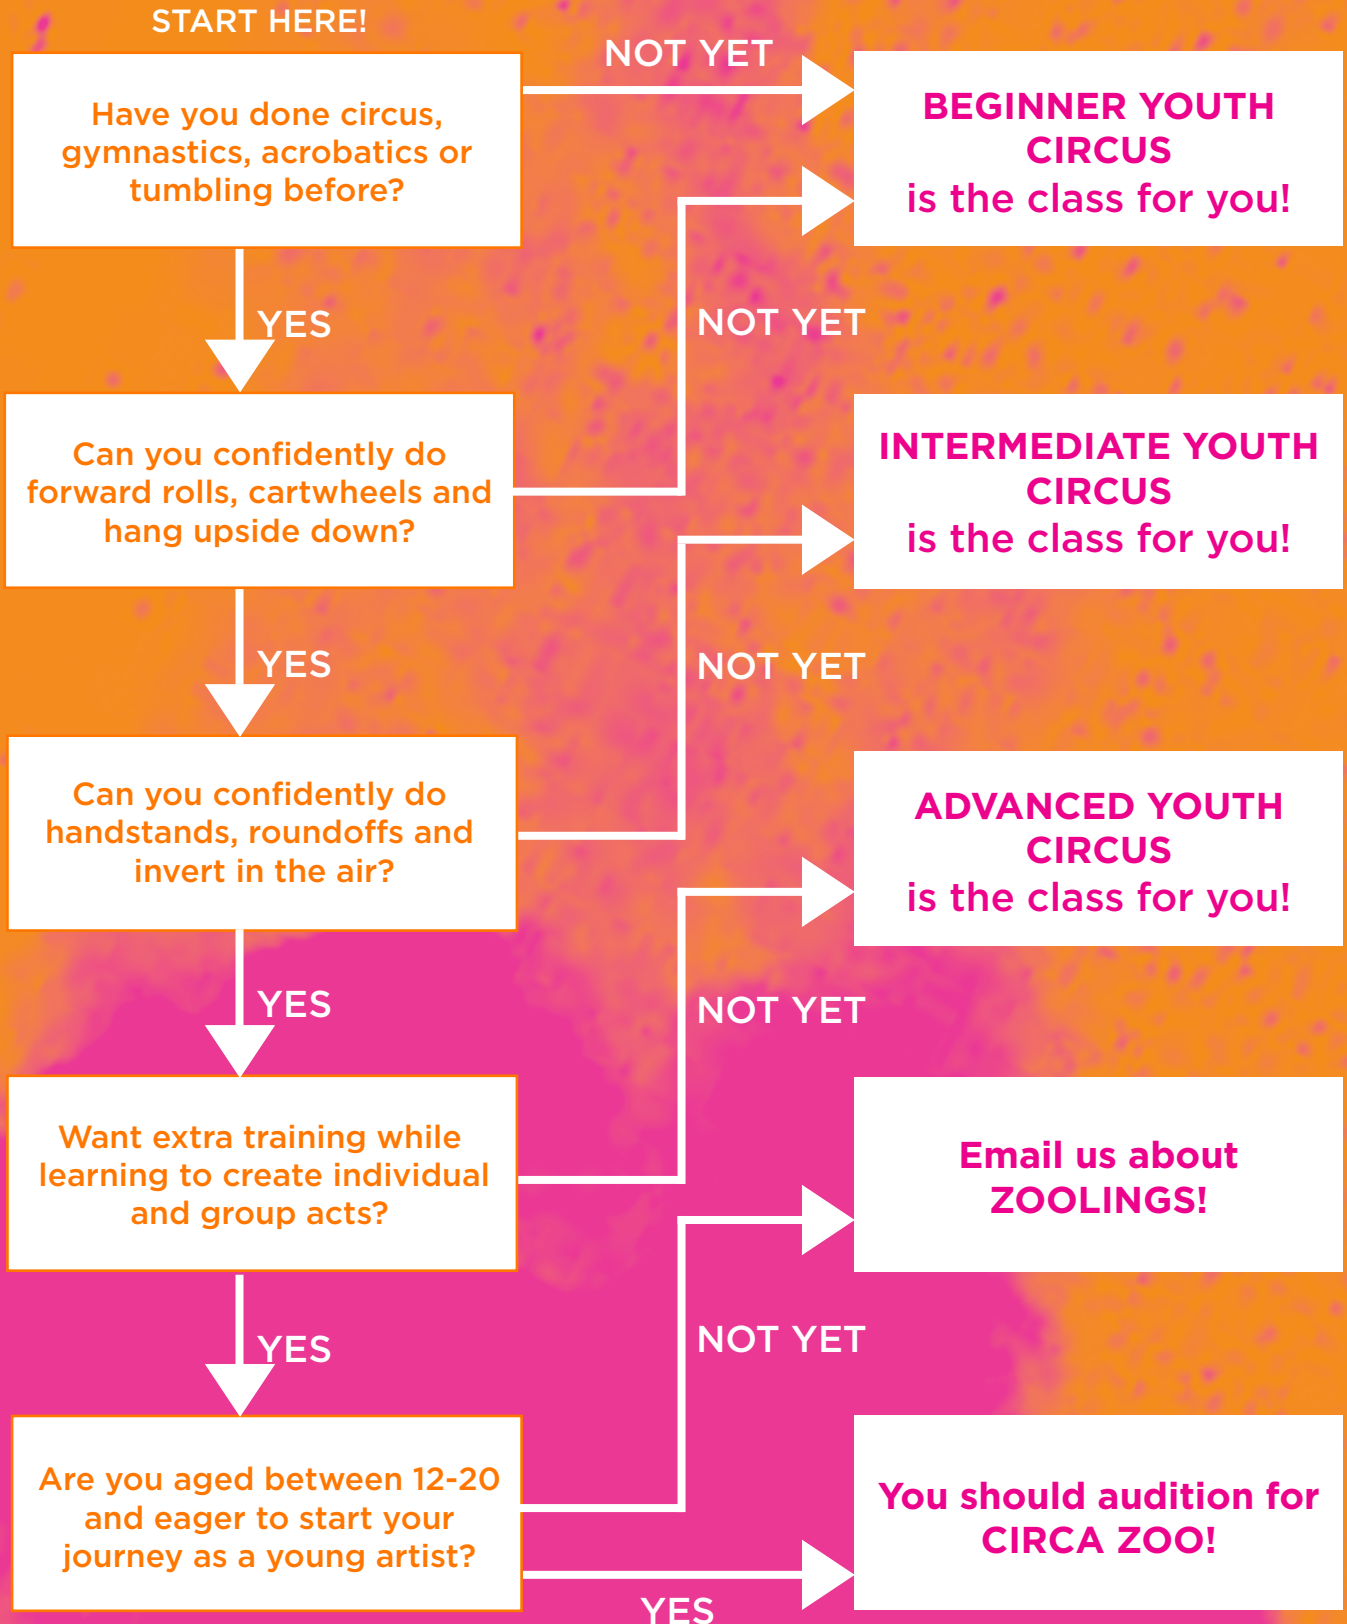 START HERE!
NOT YET
Have you done circus,
gymnastics, acrobatics or
tumbling before?
BEGINNER YOUTH
CIRCUS
is the class for you!
YES
NOT YET
Can you confidently do
forward rolls, cartwheels and
hang upside down?
INTERMEDIATE YOUTH
CIRCUS
is the class for you!
YES
NOT YET
Can you confidently do
handstands, roundoffs and
invert in the air?
ADVANCED YOUTH
CIRCUS
is the class for you!
YES
NOT YET
Want extra training while
learning to create individual
and group acts?
Email us about
ZOOLINGS!
YES
NOT YET
Are you aged between 12-20
and eager to start your
journey as a young artist?
You should audition for
CIRCA ZOO!
YES